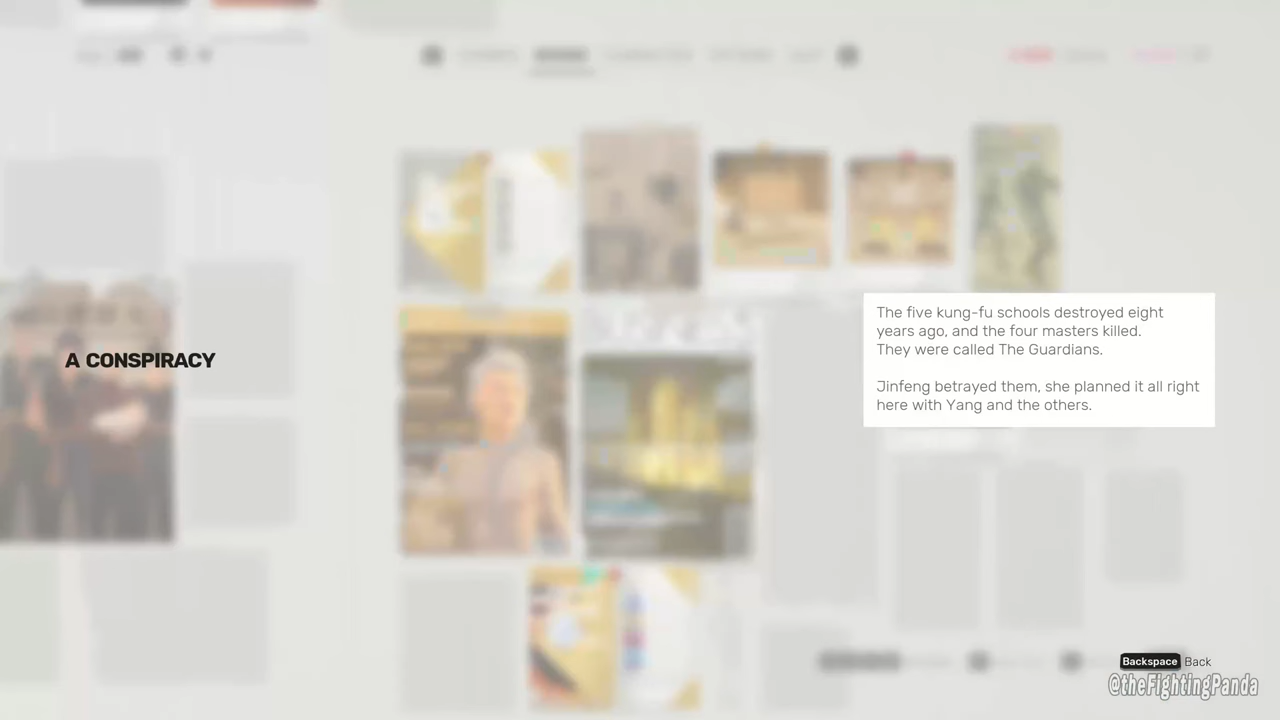 A CONSPIRACY
The five kung-fu schools destroyed eight
years ago, and the four masters killed.
They were called The Guardians.
Jinfeng betrayed them, she planned it all right
here with Yang and the others.
Backspace Back
@theFightingPanda